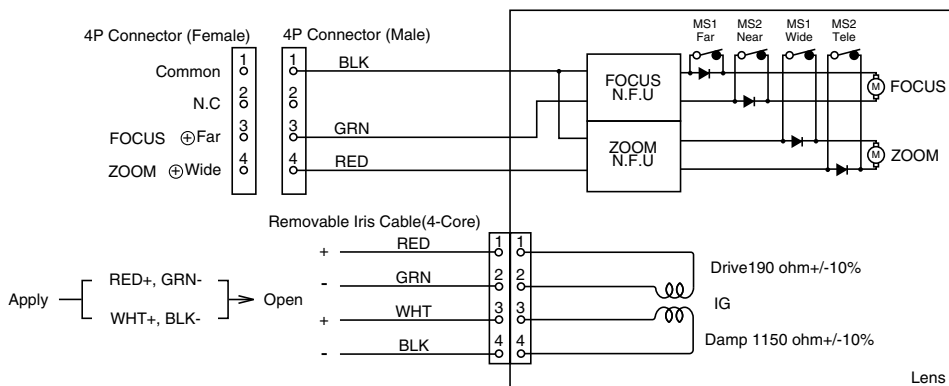 4P Connector (Female)
4P Connector (Male)
MS1 Far
MS2 Near
MS1 Wide
MS2 Tele
Common
1
1
BLK
N.C
2
2
FOCUS ⊕Far
3
3
GRN
ZOOM ⊕Wide
4
4
RED
FOCUS
N.F.U
ZOOM
N.F.U
M FOCUS
M ZOOM
Removable Iris Cable(4-Core)
+ RED 1 1
- GRN 2 2
+ WHT 3 3
- BLK 4 4
Apply
RED+, GRN-
WHT+, BLK-
Open
Drive190 ohm+/-10%
IG
Damp 1150 ohm+/-10%
Lens